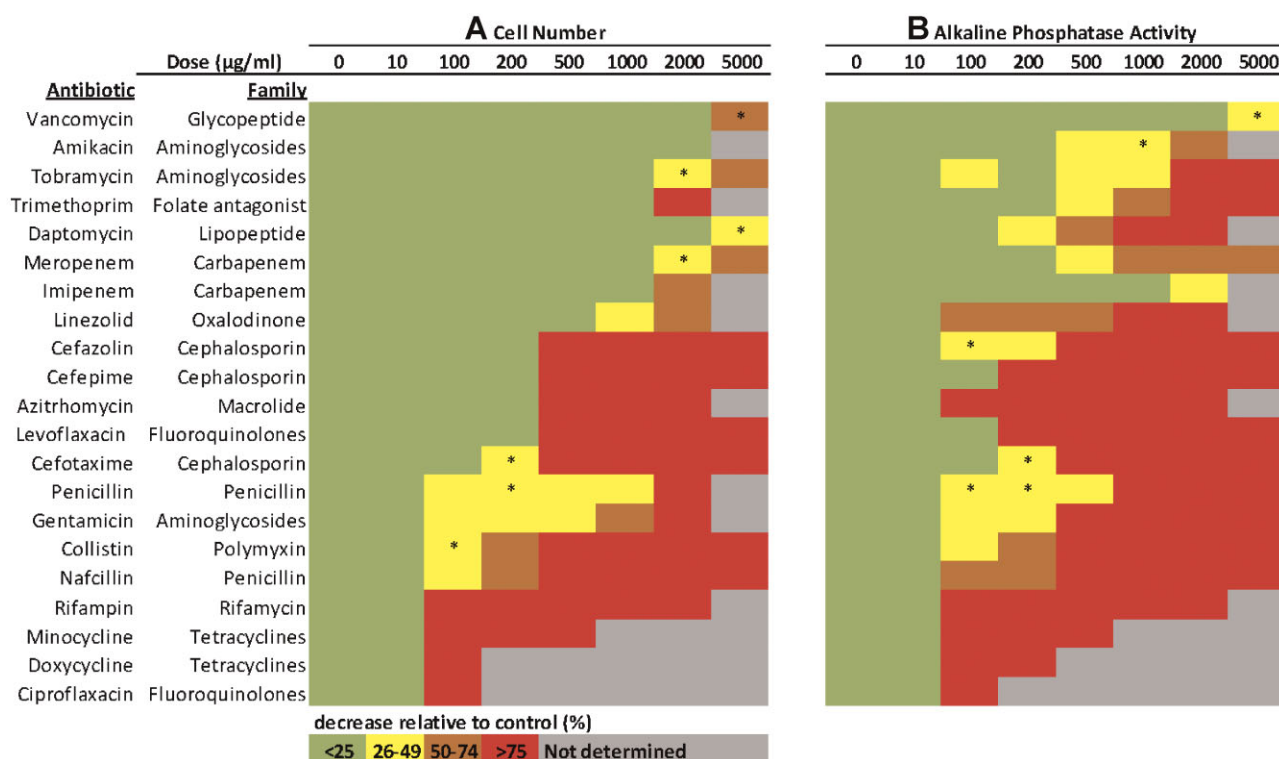 A Cell Number B Alkaline Phosphatase Activity
Dose (µg/ml) 0 10 100 200 500 1000 2000 5000 0 10 100 200 500 1000 2000 5000
Antibiotic Family
Vancomycin Glycopeptide * *
Amikacin Aminoglycosides *
Tobramycin Aminoglycosides *
Trimethoprim Folate antagonist
Daptomycin Lipopeptide *
Meropenem Carbapenem *
Imipenem Carbapenem
Linezolid Oxalodinone
Cefazolin Cephalosporin *
Cefepime Cephalosporin
Azitrhomycin Macrolide
Levoflaxacin Fluoroquinolones
Cefotaxime Cephalosporin * *
Penicillin Penicillin * * *
Gentamicin Aminoglycosides
Collistin Polymyxin *
Nafcillin Penicillin
Rifampin Rifamycin
Minocycline Tetracyclines
Doxycycline Tetracyclines
Ciproflaxacin Fluoroquinolones
decrease relative to control (%)
<25 26-49 50-74 >75 Not determined